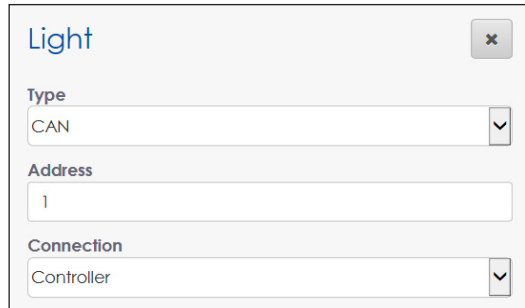 Light
Type
CAN
Address
1
Connection
Controller